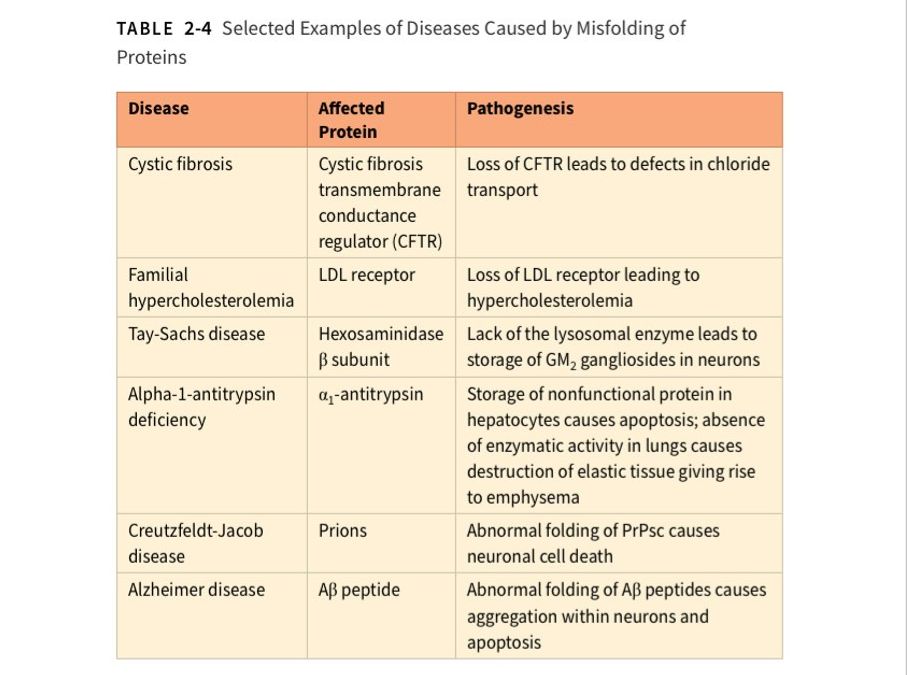 TABLE 2-4 Selected Examples of Diseases Caused by Misfolding of
Proteins
Disease
Affected
Protein
Pathogenesis
Cystic fibrosis
Cystic fibrosis
transmembrane
conductance
regulator (CFTR)
Loss of CFTR leads to defects in chloride
transport
Familial
hypercholesterolemia
LDL receptor
Loss of LDL receptor leading to
hypercholesterolemia
Tay-Sachs disease
Hexosaminidase
β subunit
Lack of the lysosomal enzyme leads to
storage of GM₂ gangliosides in neurons
Alpha-1-antitrypsin
deficiency
α₁-antitrypsin
Storage of nonfunctional protein in
hepatocytes causes apoptosis; absence
of enzymatic activity in lungs causes
destruction of elastic tissue giving rise
to emphysema
Creutzfeldt-Jacob
disease
Prions
Abnormal folding of PrPsc causes
neuronal cell death
Alzheimer disease
Aβ peptide
Abnormal folding of Aβ peptides causes
aggregation within neurons and
apoptosis